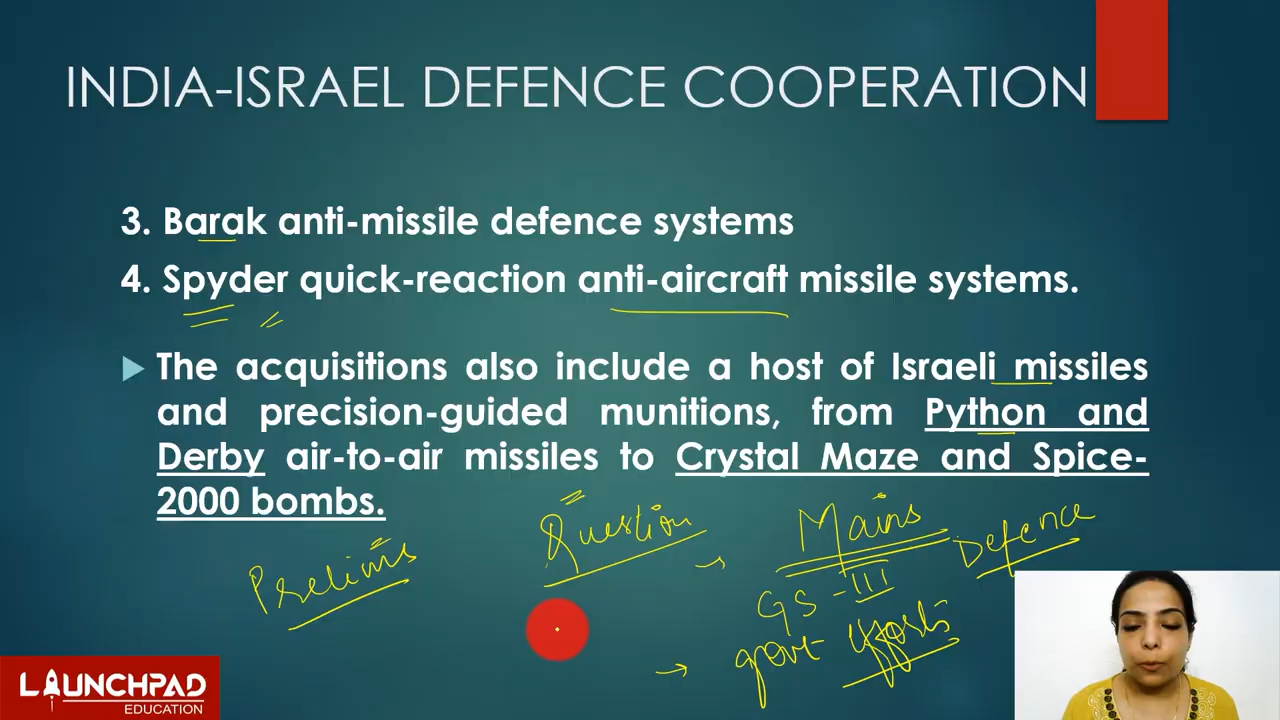 INDIA-ISRAEL DEFENCE COOPERATION
3. Barak anti-missile defence systems
4. Spyder quick-reaction anti-aircraft missile systems.
The acquisitions also include a host of Israeli missiles
and precision-guided munitions, from Python and
Derby air-to-air missiles to Crystal Maze and Spice-
2000 bombs.
Prelims
Question
Mains
Defence
GS-III
govt efforts
LAUNCHPAD
EDUCATION